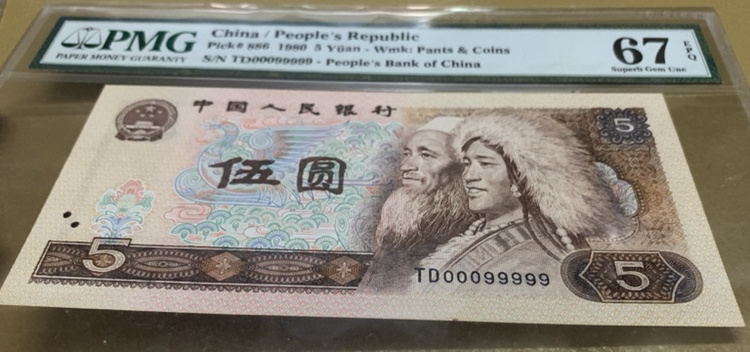 PMG
PAPER MONEY GUARANTY
China / People's Republic
Pick# 886 1980 5 Yüan - Wmk: Pants & Coins
S/N TD00099999 - People's Bank of China
67 EPQ
Superb Gem Unc
中国人民银行
5
伍圆
5
TD00099999
5